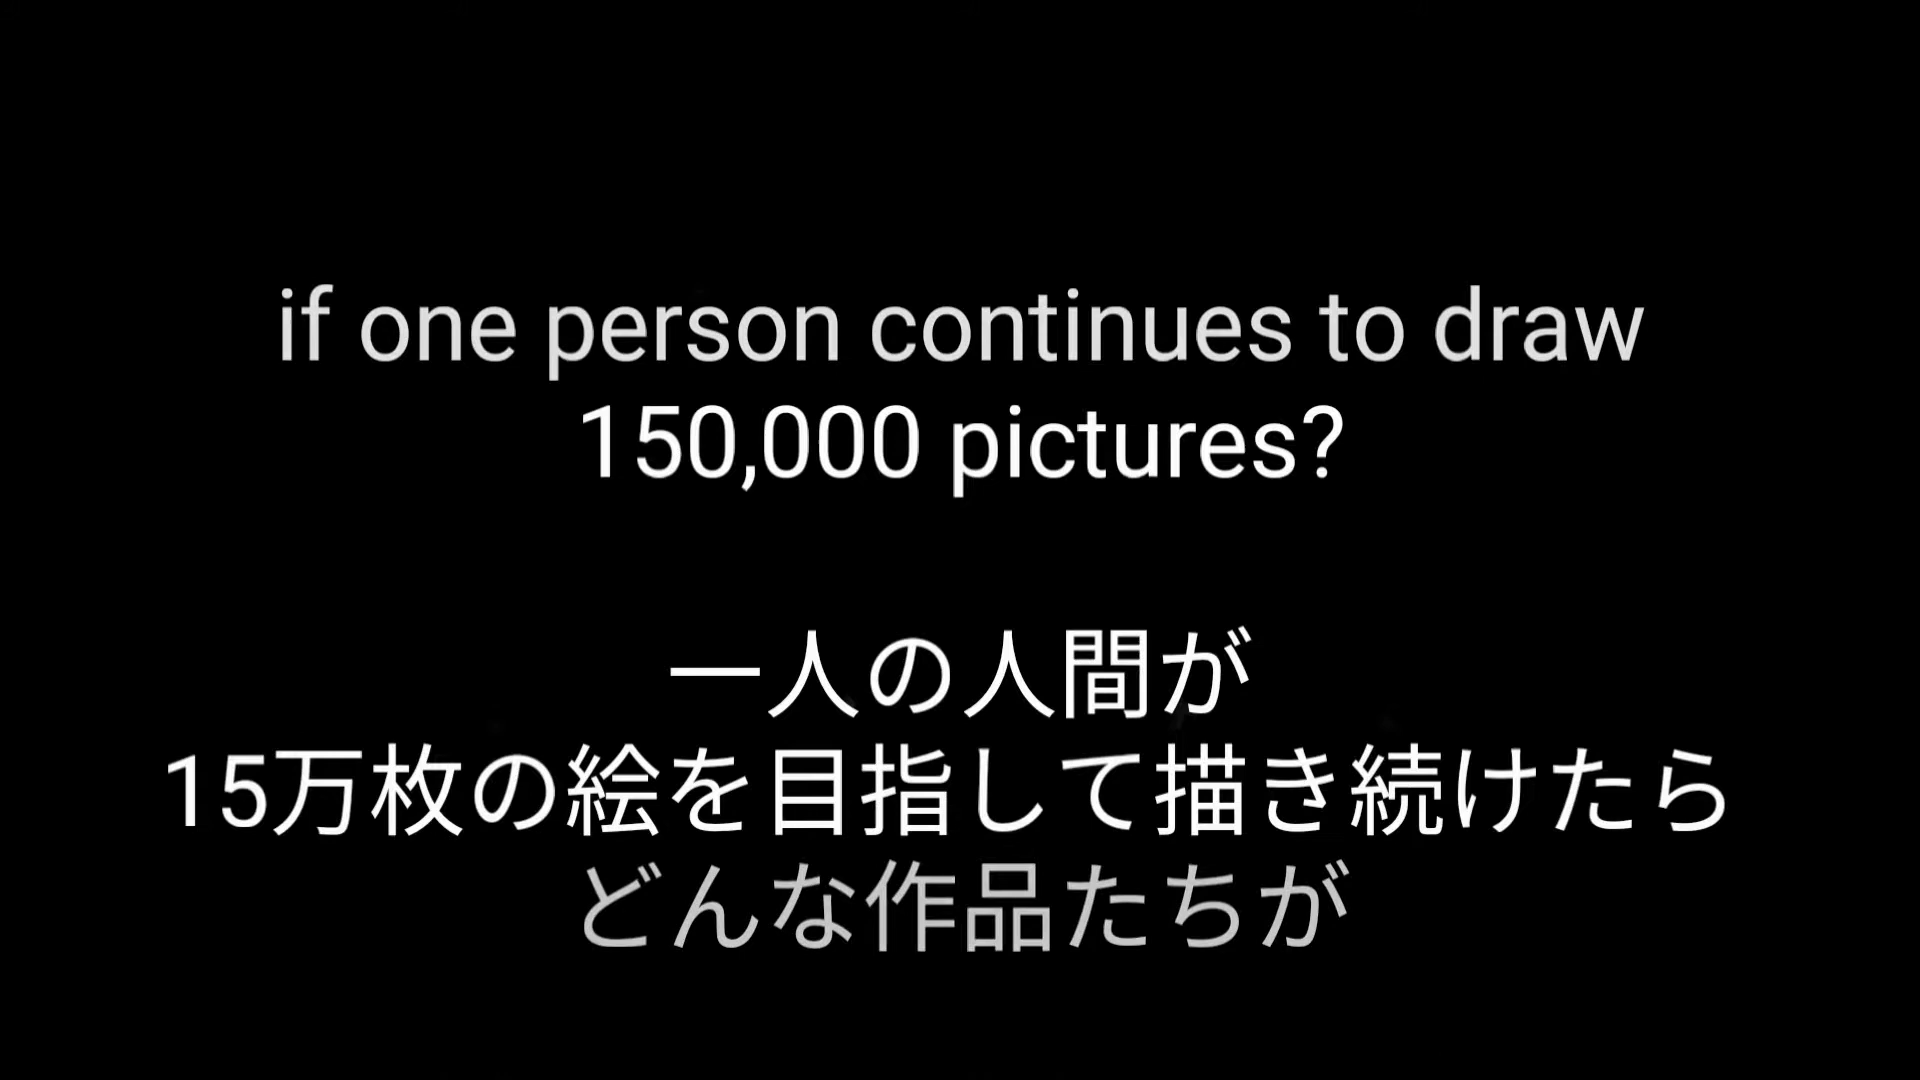 if one person continues to draw
150,000 pictures?
一人の人間が
15万枚の絵を目指して描き続けたら
どんな作品たちが